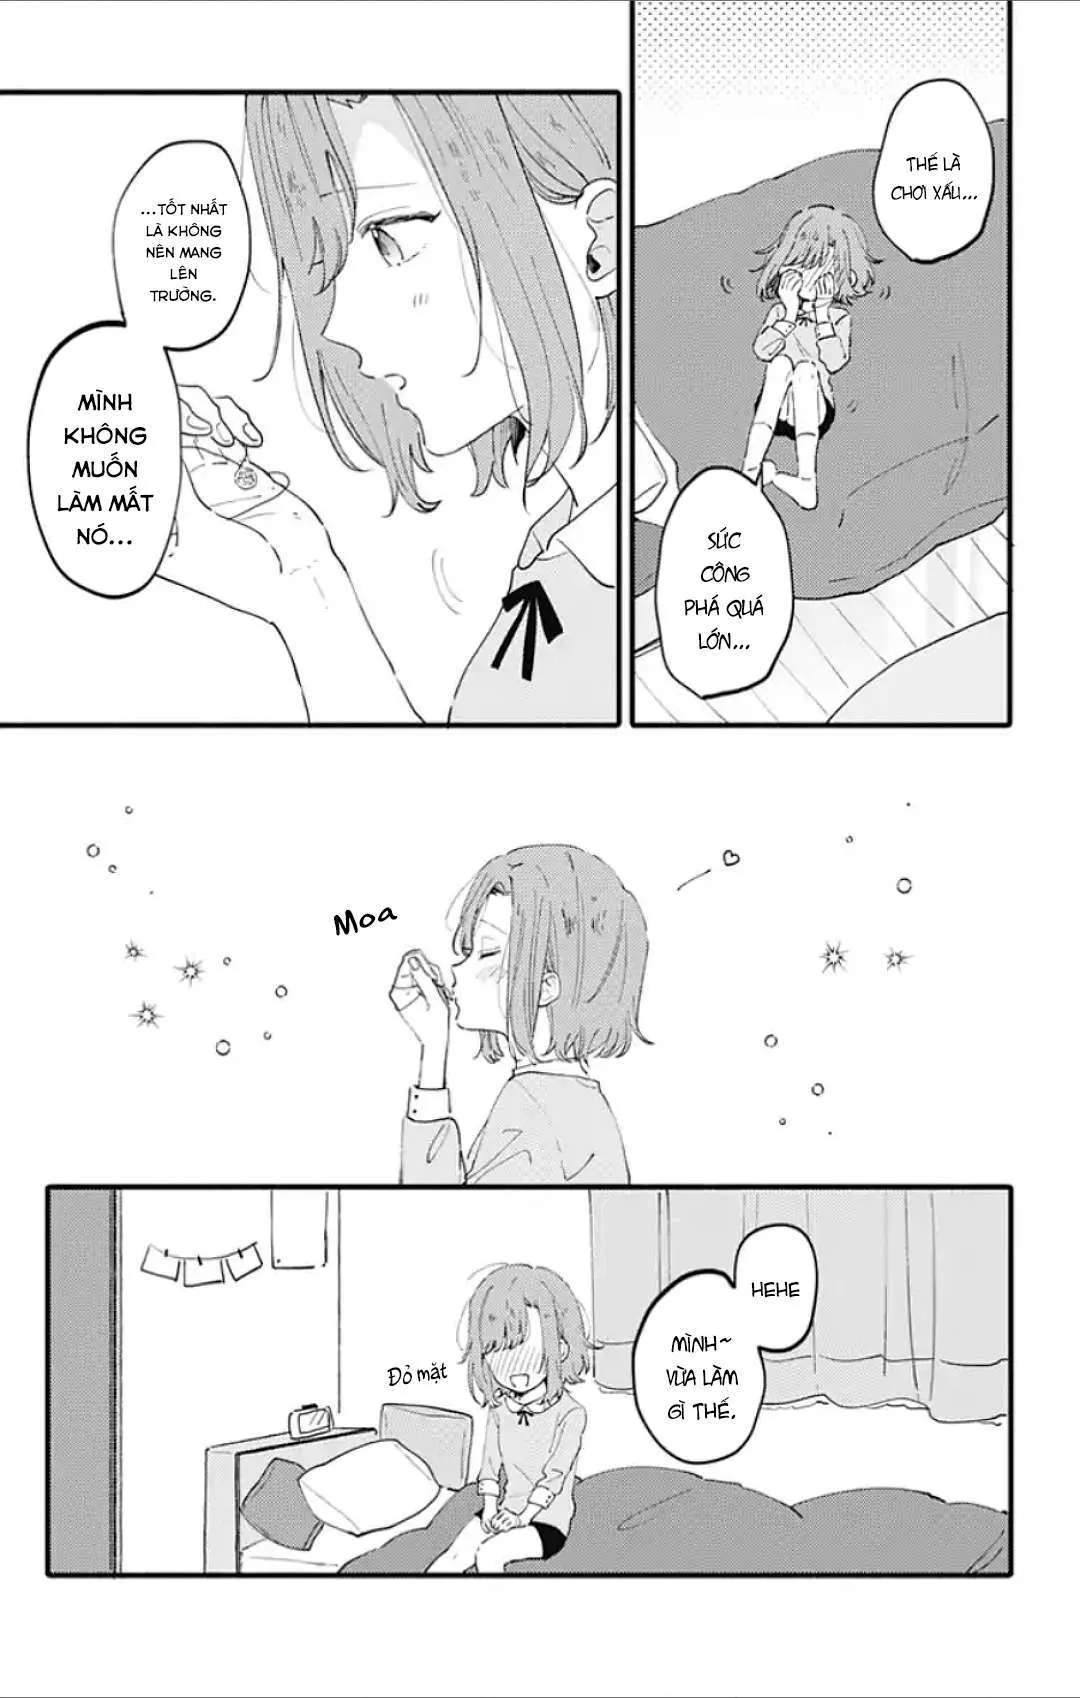 THẾ LÀ
CHƠI XẤU...
SỨC
CÔNG
PHÁ QUÁ
LỚN...
...TỐT NHẤT
LÀ KHÔNG
NÊN MANG
LÊN
TRƯỜNG.
MÌNH
KHÔNG
MUỐN
LÀM MẤT
NÓ...
Moa
HEHE
MÌNH~
VỪA LÀM
GÌ THẾ.
Đỏ mặt